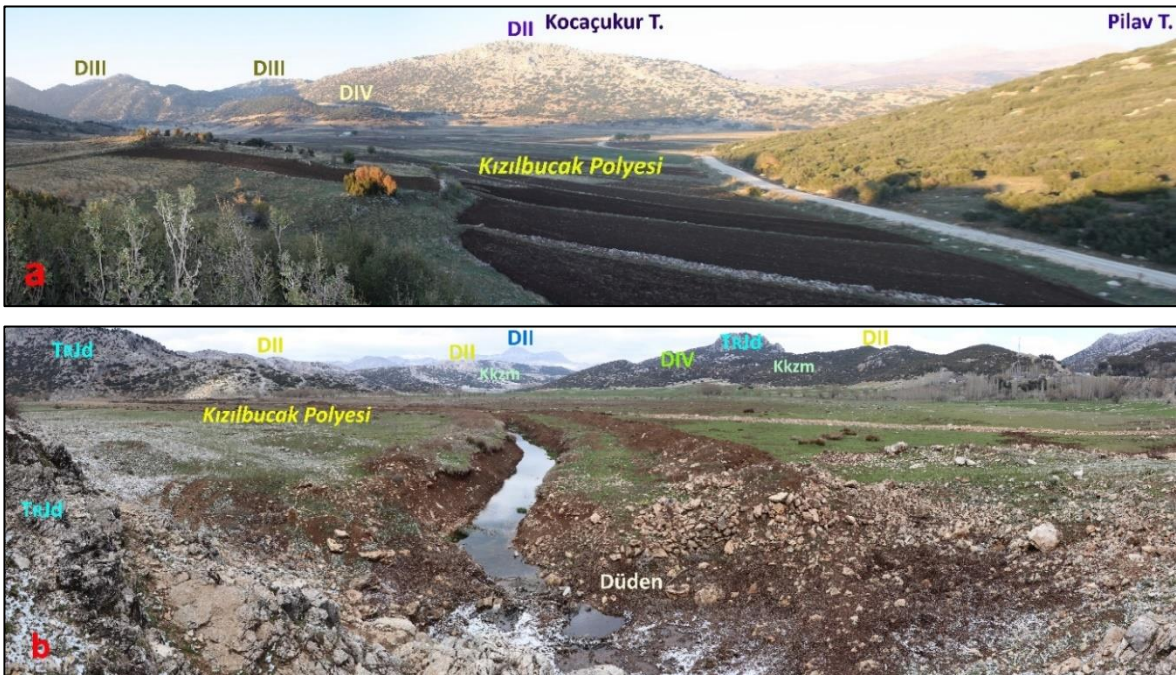 DII Kocaçukur T. Pilav T.
DIII DIII
DIV
Kızılbucak Polyesi
a
TRJd DII DII DII TRJd DII
Kkzm DIV Kkzm
Kızılbucak Polyesi
TRJd
Düden
b